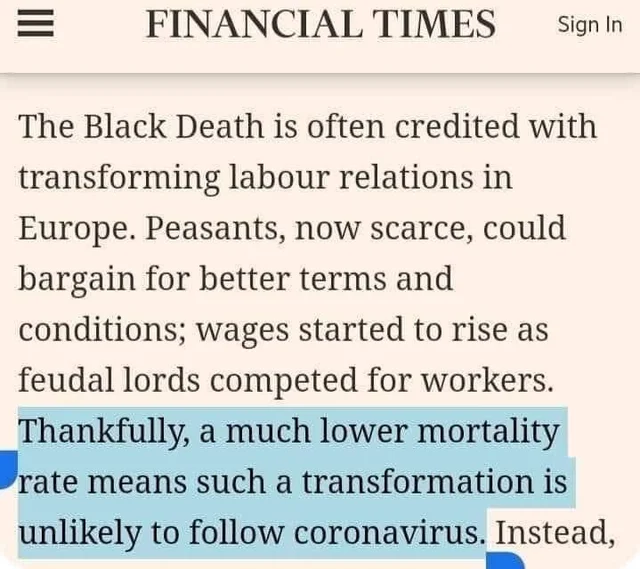 FINANCIAL TIMES
Sign In
The Black Death is often credited with
transforming labour relations in
Europe. Peasants, now scarce, could
bargain for better terms and
conditions; wages started to rise as
feudal lords competed for workers.
Thankfully, a much lower mortality
rate means such a transformation is
unlikely to follow coronavirus. Instead,